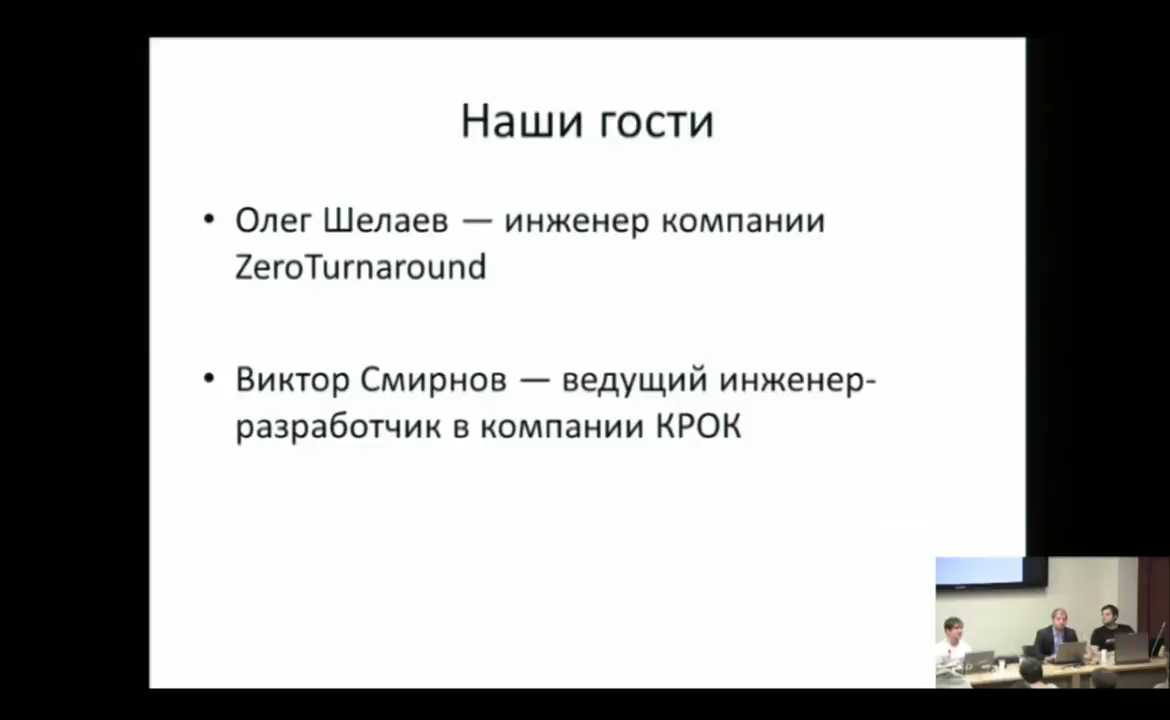 Наши гости
• Олег Шелаев — инженер компании
ZeroTurnaround
• Виктор Смирнов — ведущий инженер-
разработчик в компании КРОК